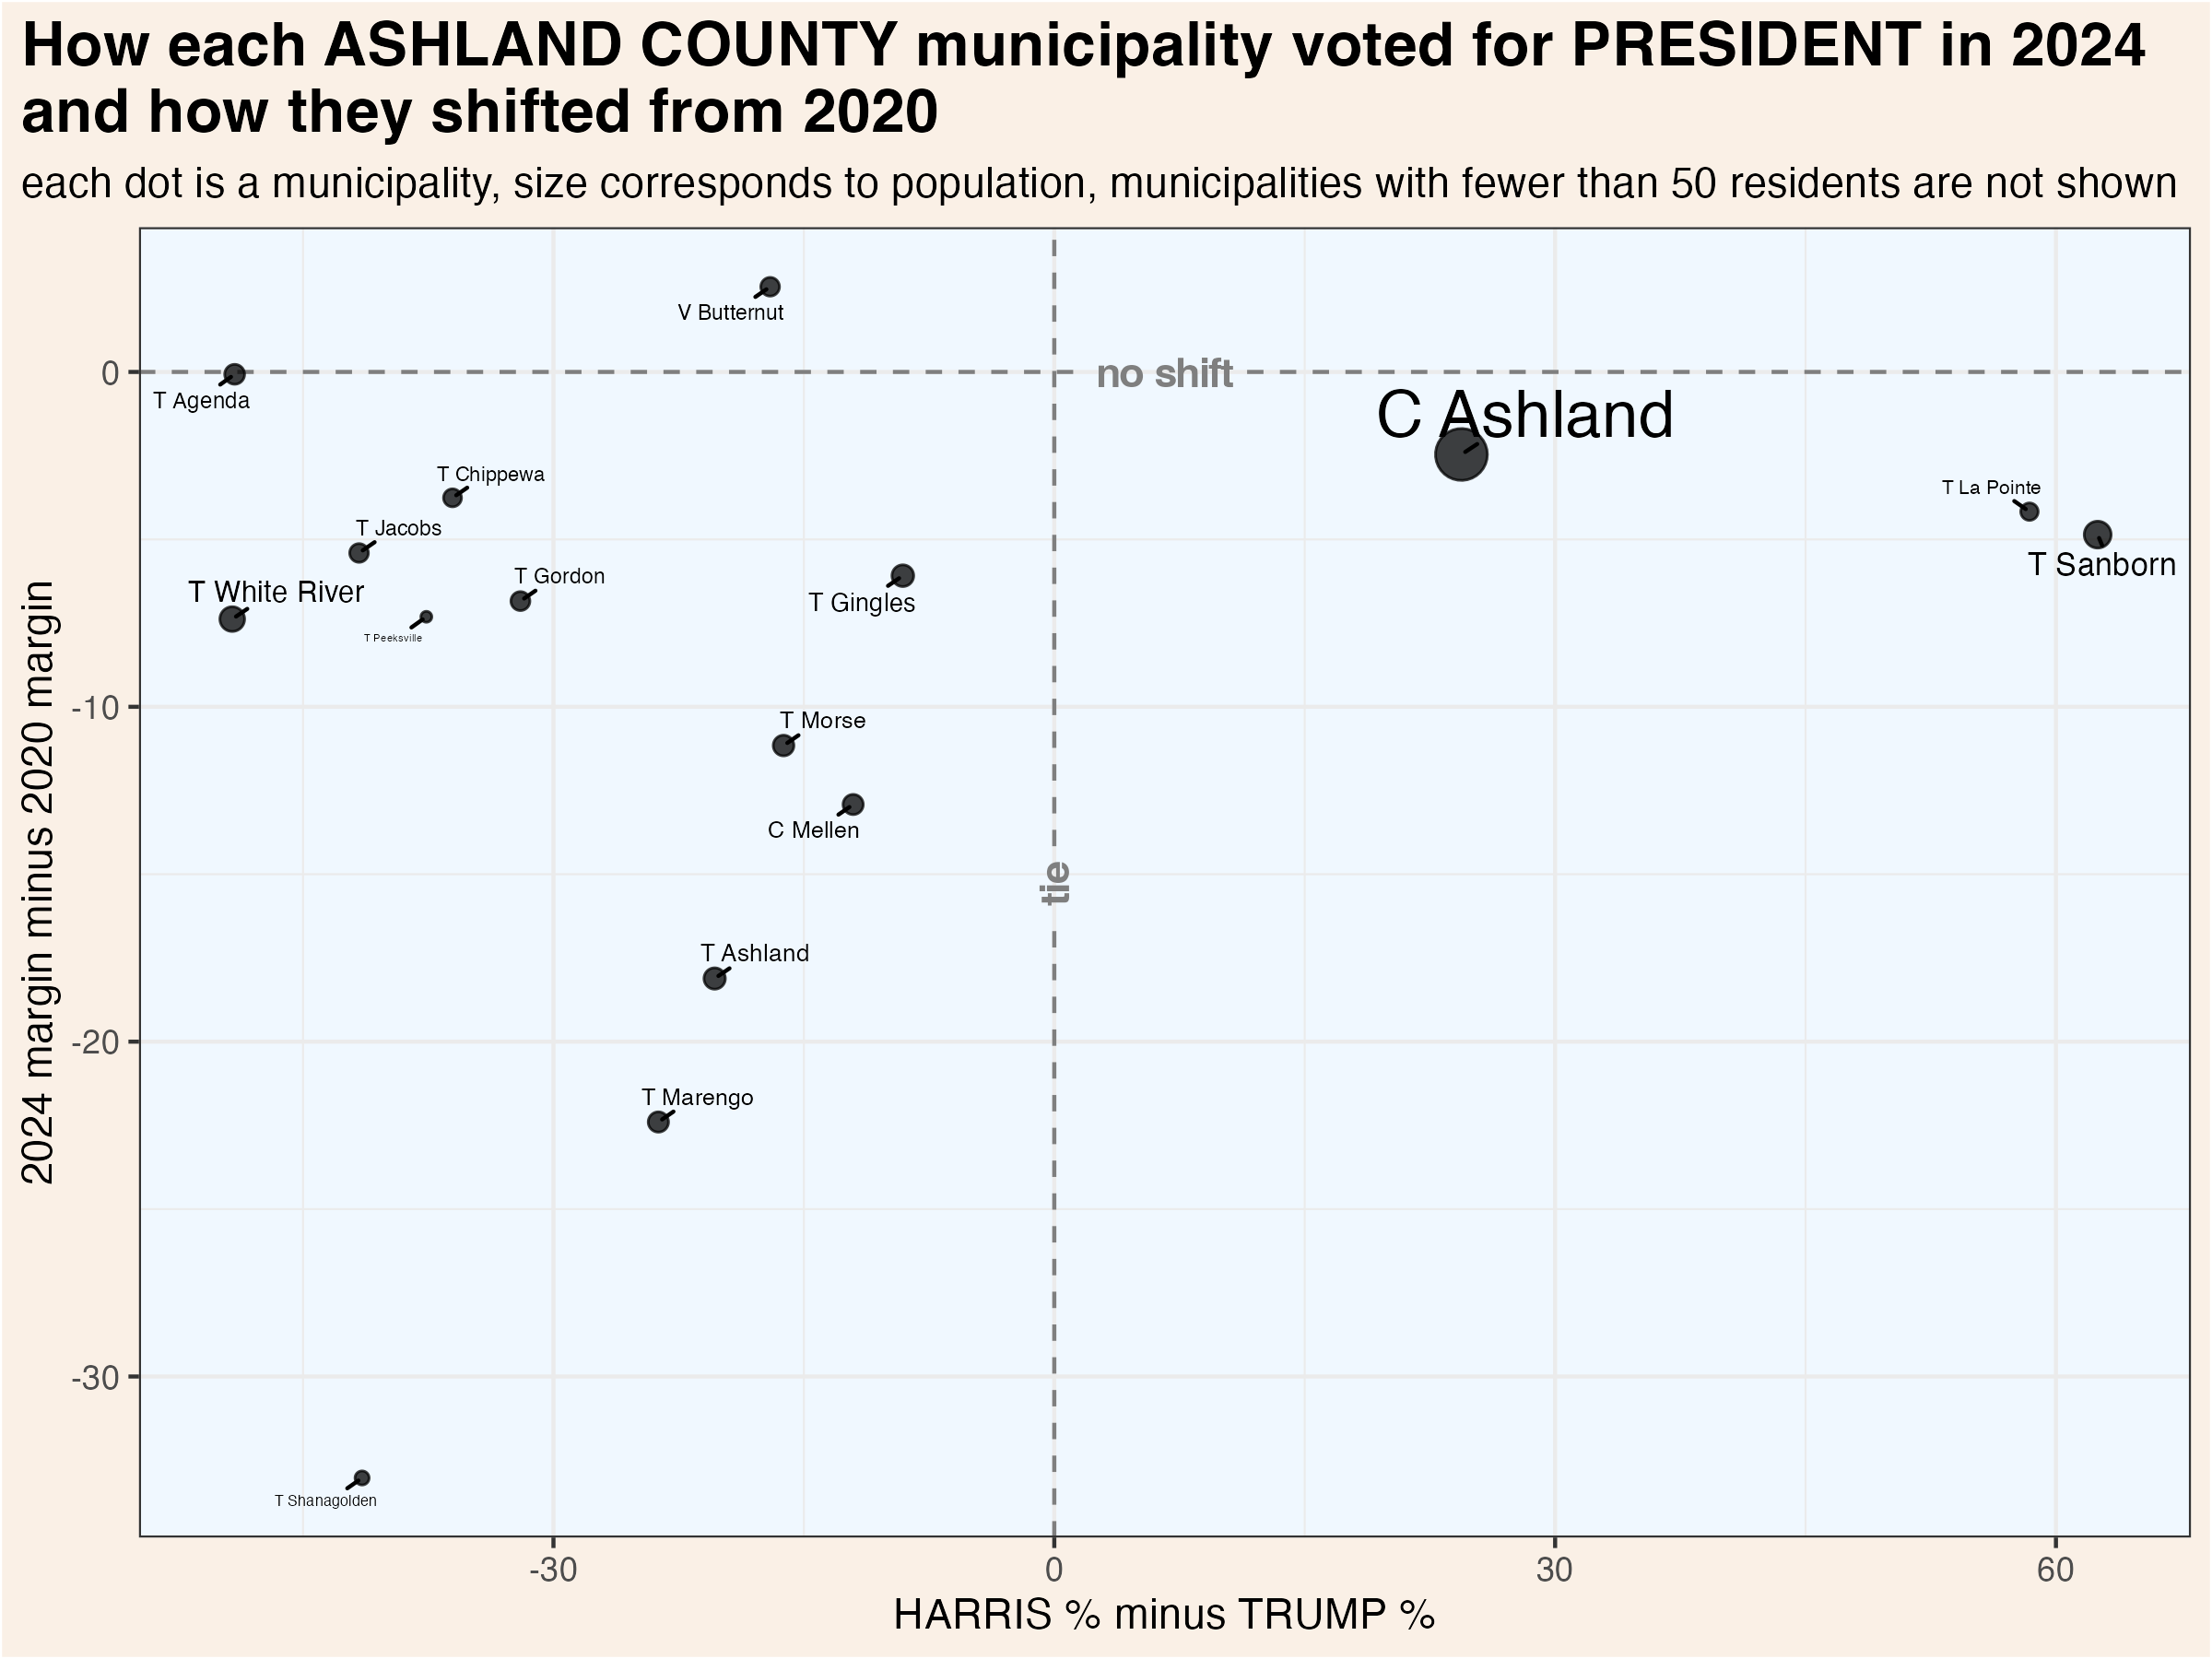 How each ASHLAND COUNTY municipality voted for PRESIDENT in 2024
and how they shifted from 2020
each dot is a municipality, size corresponds to population, municipalities with fewer than 50 residents are not shown
V Butternut
0
no shift
T Agenda
C Ashland
T Chippewa
T La Pointe
T Jacobs
T Sanborn
T Gordon
T White River
T Gingles
T Peeksville
-10
T Morse
C Mellen
tie
T Ashland
-20
T Marengo
-30
T Shanagolden
2024 margin minus 2020 margin
-30
0
30
60
HARRIS % minus TRUMP %